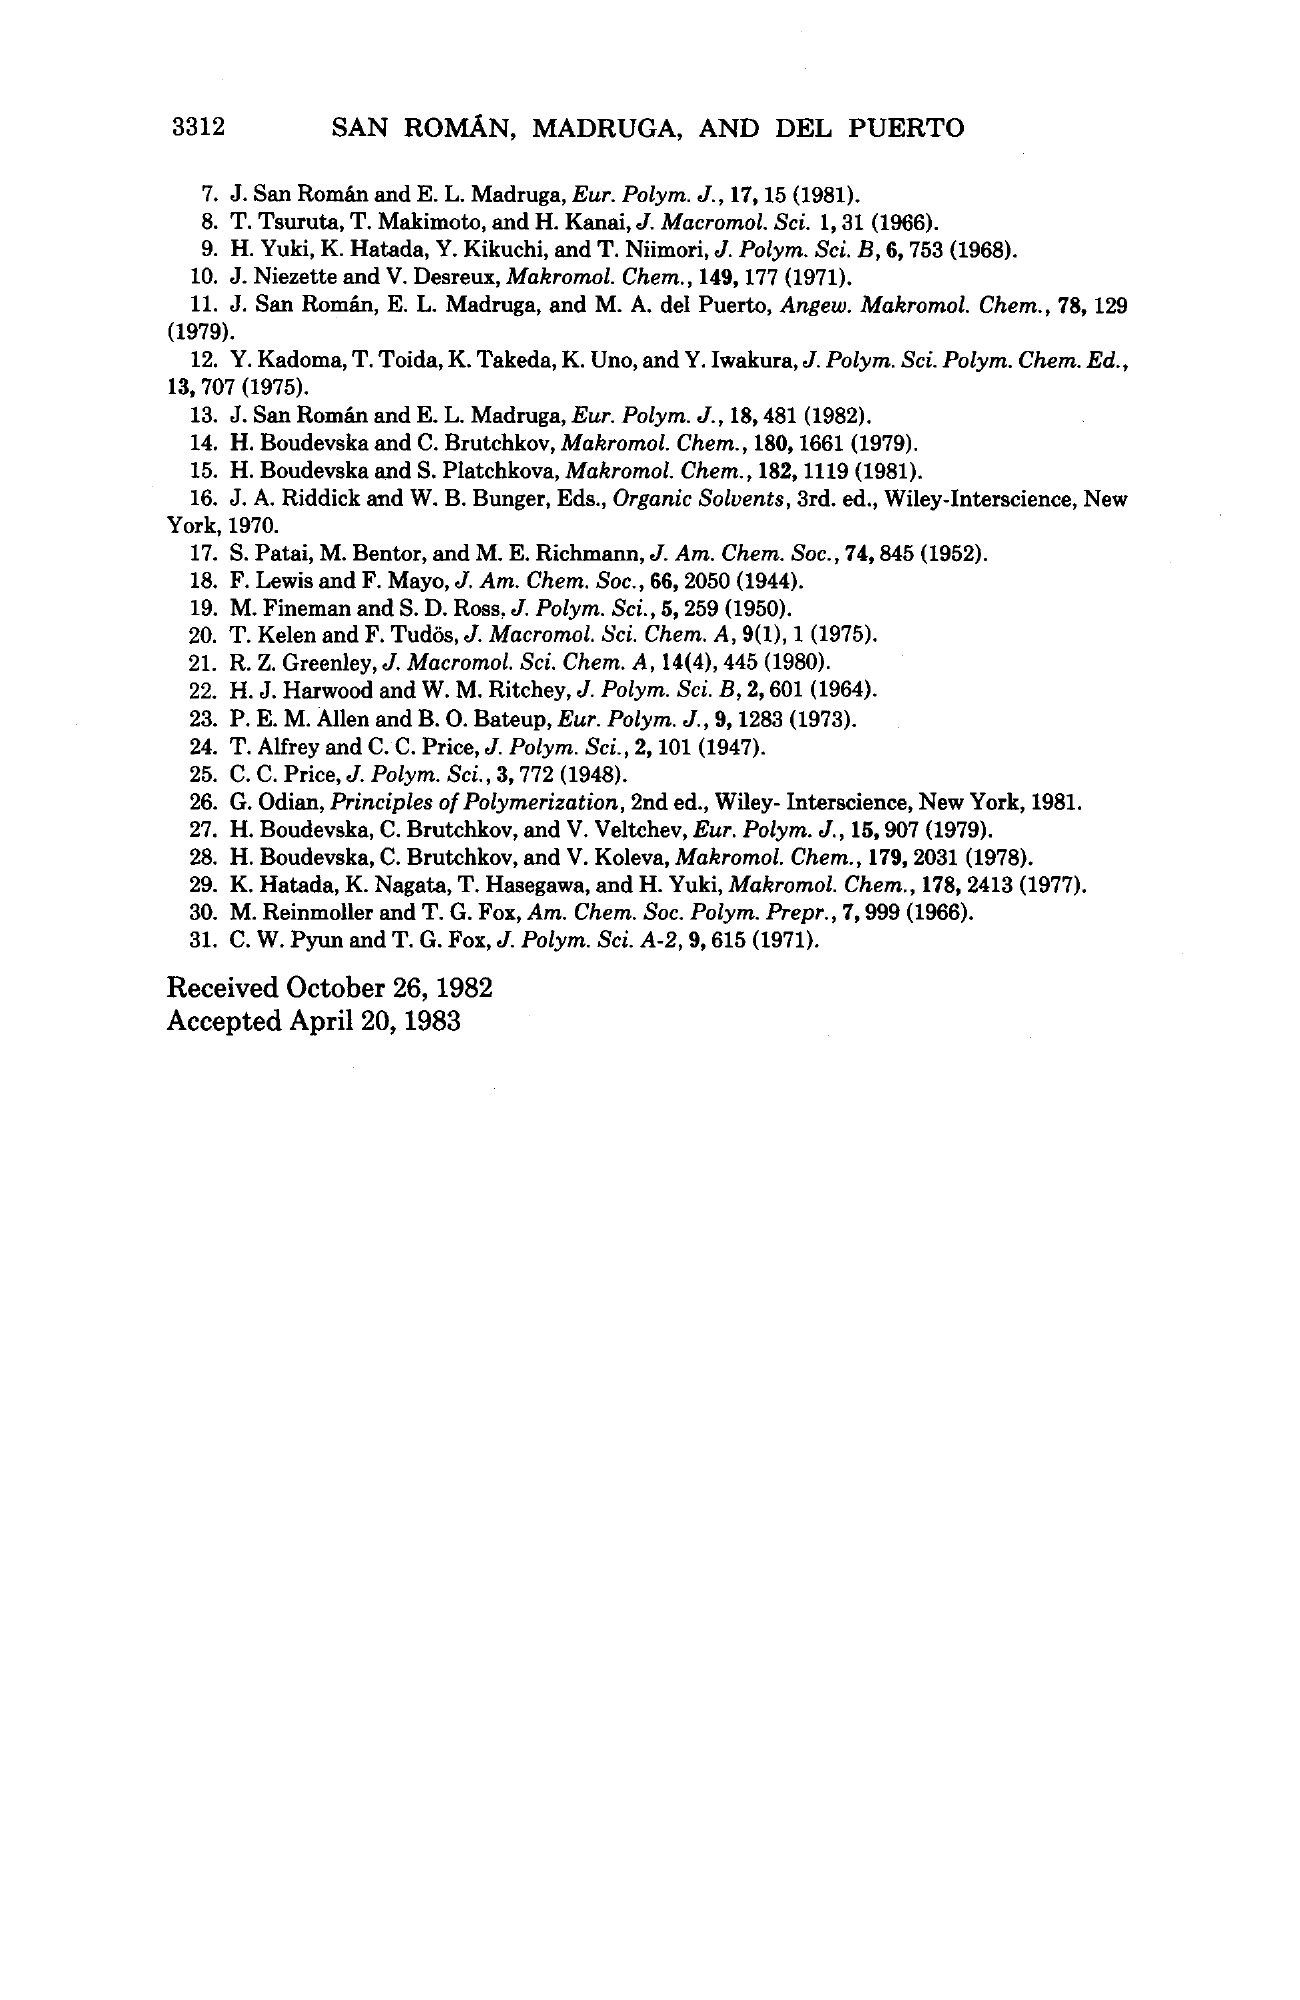 3312 SAN ROMÁN, MADRUGA, AND DEL PUERTO
7. J. San Román and E. L. Madruga, Eur. Polym. J., 17, 15 (1981).
8. T. Tsuruta, T. Makimoto, and H. Kanai, J. Macromol. Sci. 1, 31 (1966).
9. H. Yuki, K. Hatada, Y. Kikuchi, and T. Niimori, J. Polym. Sci. B, 6, 753 (1968).
10. J. Niezette and V. Desreux, Makromol. Chem., 149, 177 (1971).
11. J. San Román, E. L. Madruga, and M. A. del Puerto, Angew. Makromol. Chem., 78, 129
(1979).
12. Y. Kadoma, T. Toida, K. Takeda, K. Uno, and Y. Iwakura, J. Polym. Sci. Polym. Chem. Ed.,
13, 707 (1975).
13. J. San Román and E. L. Madruga, Eur. Polym. J., 18, 481 (1982).
14. H. Boudevska and C. Brutchkov, Makromol. Chem., 180, 1661 (1979).
15. H. Boudevska and S. Platchkova, Makromol. Chem., 182, 1119 (1981).
16. J. A. Riddick and W. B. Bunger, Eds., Organic Solvents, 3rd. ed., Wiley-Interscience, New
York, 1970.
17. S. Patai, M. Bentor, and M. E. Richmann, J. Am. Chem. Soc., 74, 845 (1952).
18. F. Lewis and F. Mayo, J. Am. Chem. Soc., 66, 2050 (1944).
19. M. Fineman and S. D. Ross, J. Polym. Sci., 5, 259 (1950).
20. T. Kelen and F. Tudös, J. Macromol. Sci. Chem. A, 9(1), 1 (1975).
21. R. Z. Greenley, J. Macromol. Sci. Chem. A, 14(4), 445 (1980).
22. H. J. Harwood and W. M. Ritchey, J. Polym. Sci. B, 2, 601 (1964).
23. P. E. M. Allen and B. O. Bateup, Eur. Polym. J., 9, 1283 (1973).
24. T. Alfrey and C. C. Price, J. Polym. Sci., 2, 101 (1947).
25. C. C. Price, J. Polym. Sci., 3, 772 (1948).
26. G. Odian, Principles of Polymerization, 2nd ed., Wiley- Interscience, New York, 1981.
27. H. Boudevska, C. Brutchkov, and V. Veltchev, Eur. Polym. J., 15, 907 (1979).
28. H. Boudevska, C. Brutchkov, and V. Koleva, Makromol. Chem., 179, 2031 (1978).
29. K. Hatada, K. Nagata, T. Hasegawa, and H. Yuki, Makromol. Chem., 178, 2413 (1977).
30. M. Reinmoller and T. G. Fox, Am. Chem. Soc. Polym. Prepr., 7, 999 (1966).
31. C. W. Pyun and T. G. Fox, J. Polym. Sci. A-2, 9, 615 (1971).
Received October 26, 1982
Accepted April 20, 1983